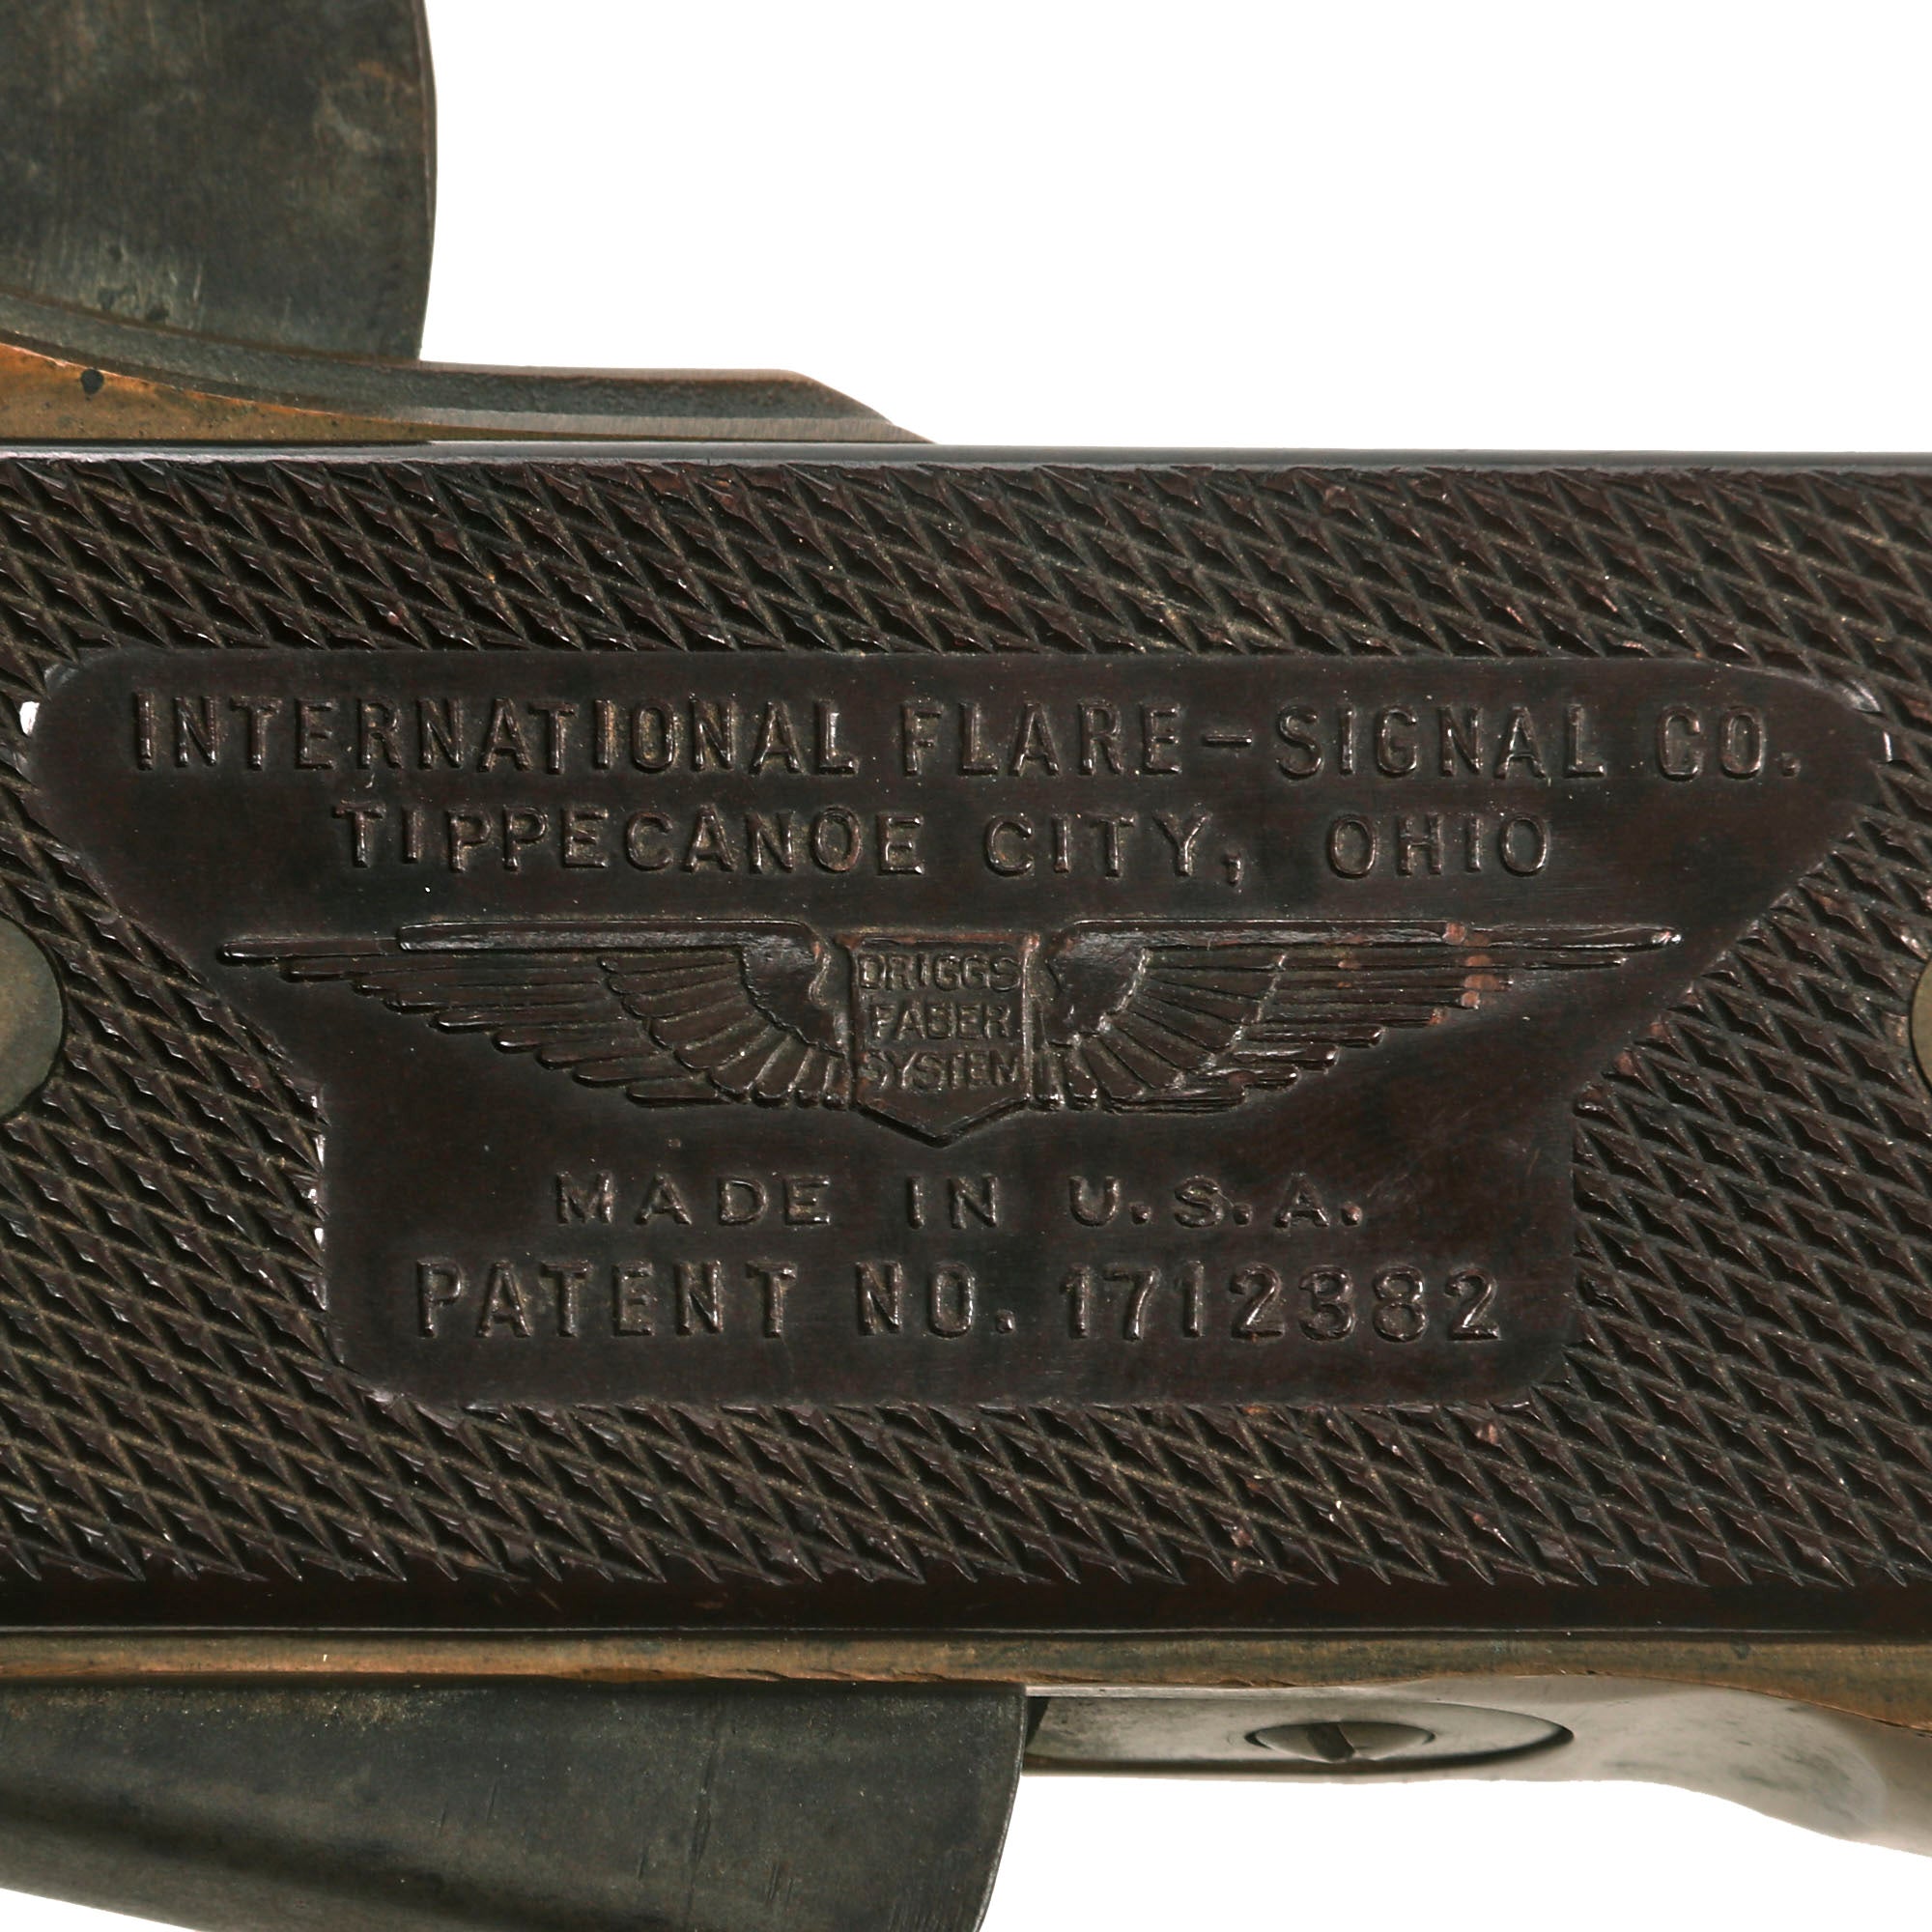 INTERNATIONAL FLARE-SIGNAL CO.
TIPPECANOE CITY, OHIO
DRIGGS
FABER
SYSTEM
MADE IN U.S.A.
PATENT NO. 1712382